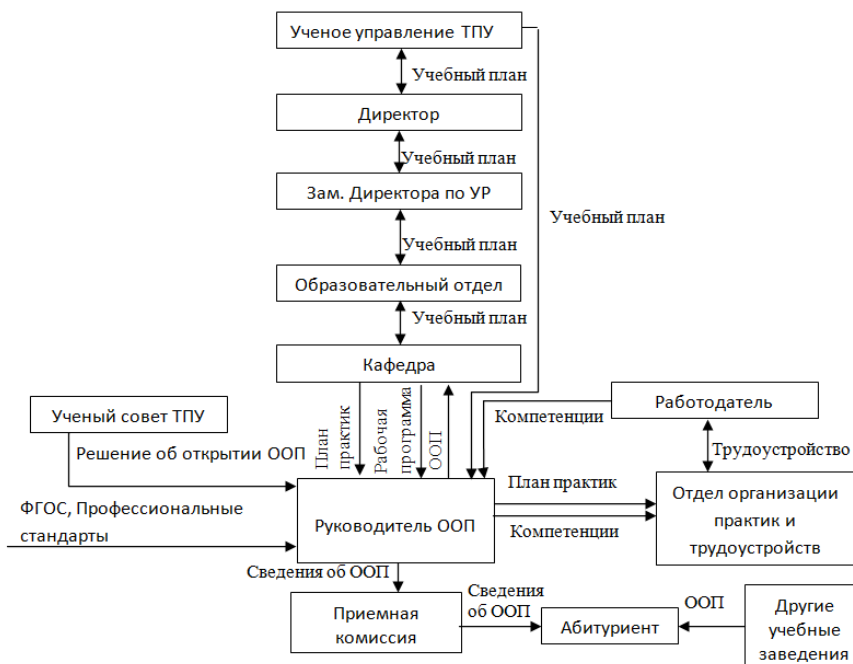 Ученое управление ТПУ
Учебный план
Директор
Учебный план
Зам. Директора по УР
Учебный план
Учебный план
Образовательный отдел
Учебный план
Кафедра
Ученый совет ТПУ
План
практик
Рабочая
программа
ООП
Работодатель
Компетенции
Решение об открытии ООП
Трудоустройство
ФГОС, Профессиональные
стандарты
Руководитель ООП
План практик
Компетенции
Отдел организации
практик и
трудоустройств
Сведения об ООП
Приемная
комиссия
Сведения
об ООП
Абитуриент
ООП
Другие
учебные
заведения